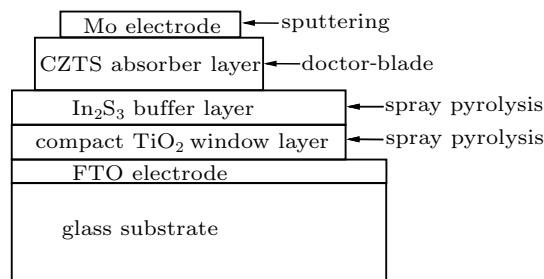 Mo electrode
sputtering
CZTS absorber layer
doctor-blade
In₂S₃ buffer layer
spray pyrolysis
compact TiO₂ window layer
spray pyrolysis
FTO electrode
glass substrate